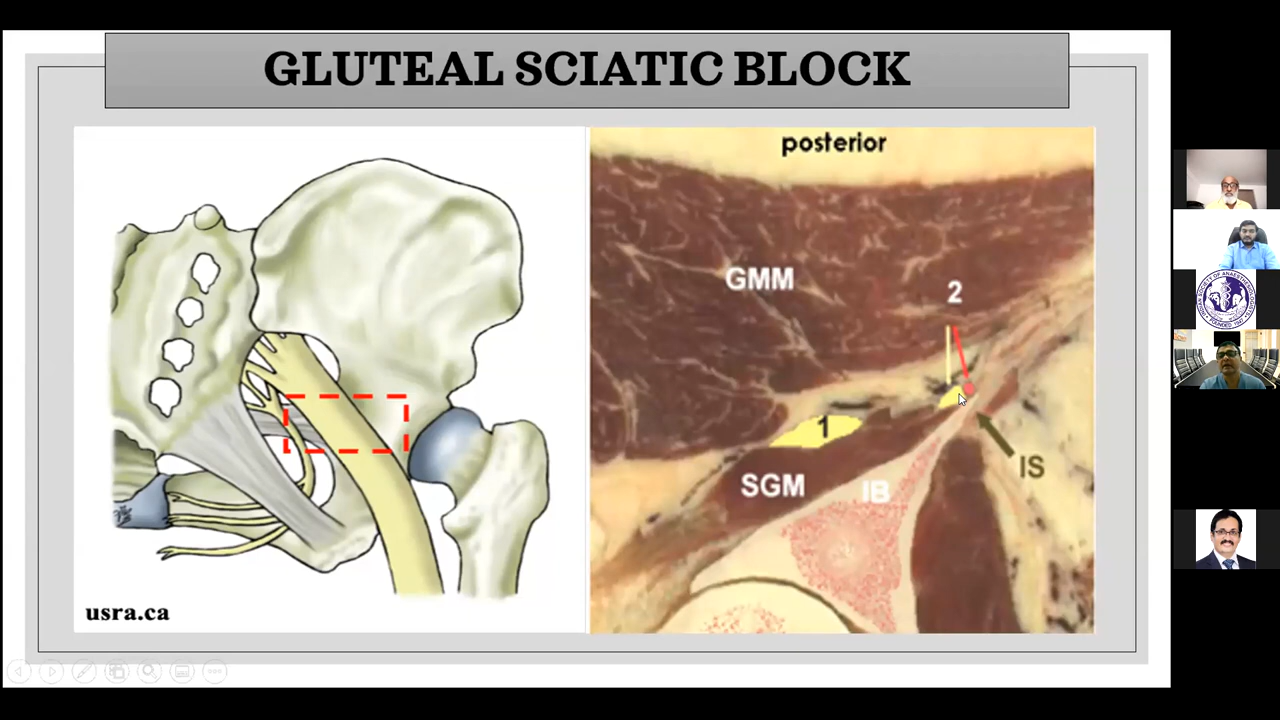 GLUTEAL SCIATIC BLOCK
posterior
GMM
2
1
SGM
IB
IS
usra.ca